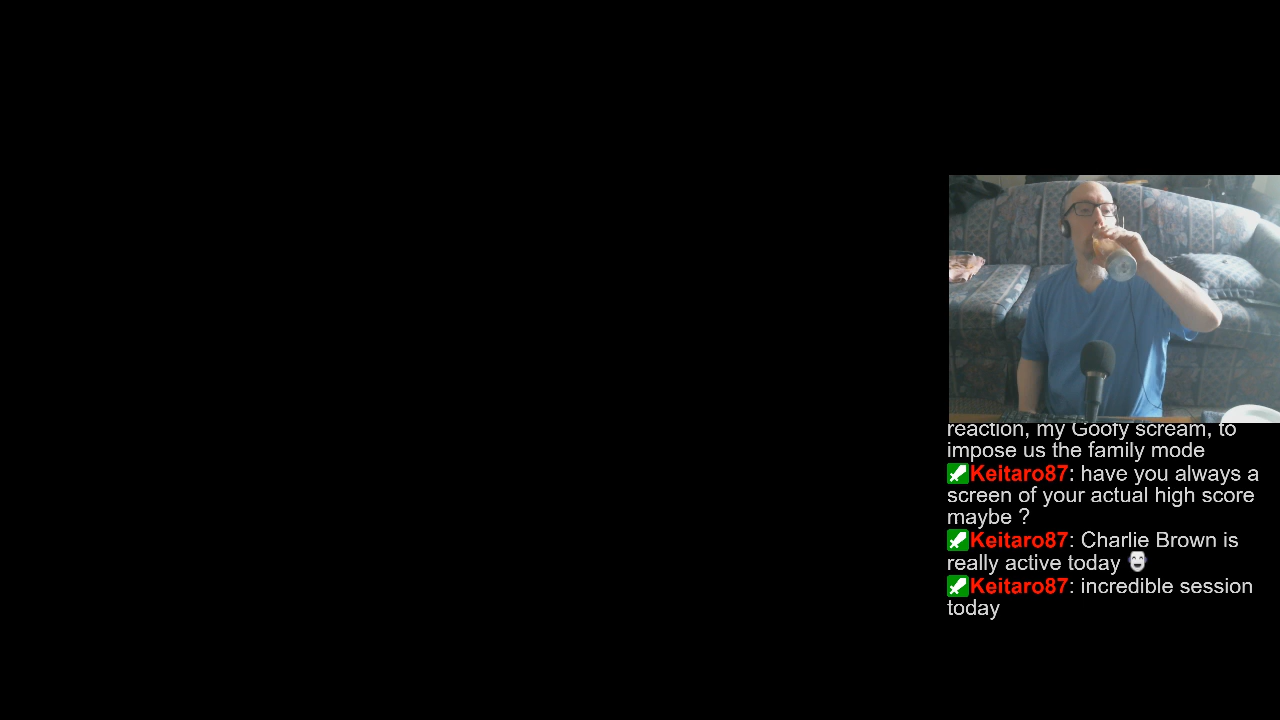 reaction, my Goofy scream, to
impose us the family mode
Keitaro87: have you always a
screen of your actual high score
maybe ?
Keitaro87: Charlie Brown is
really active today
Keitaro87: incredible session
today